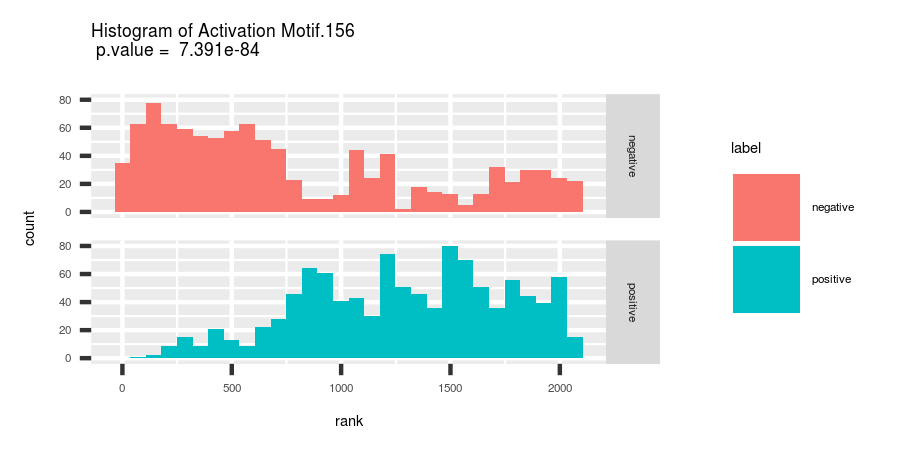 Histogram of Activation Motif.156
p.value =  7.391e-84
count
80
60
40
20
0
negative
80
60
40
20
0
positive
0
500
1000
1500
2000
rank
label
negative
positive